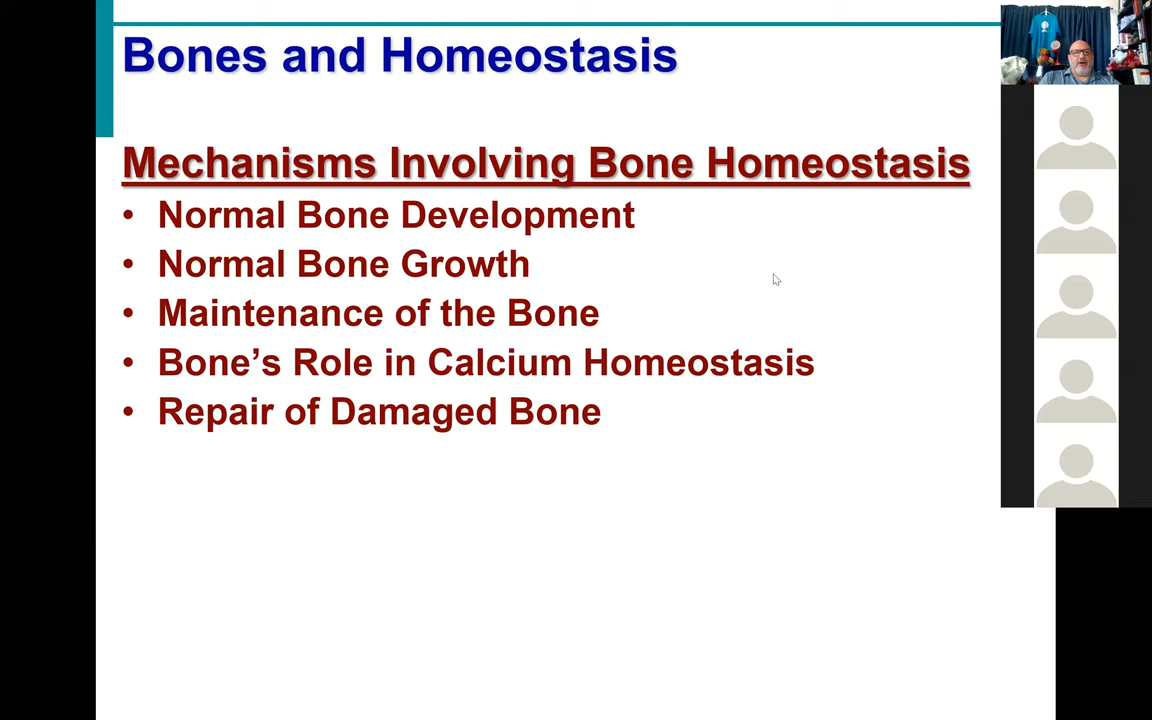 Bones and Homeostasis
Mechanisms Involving Bone Homeostasis
• Normal Bone Development
• Normal Bone Growth
• Maintenance of the Bone
• Bone’s Role in Calcium Homeostasis
• Repair of Damaged Bone